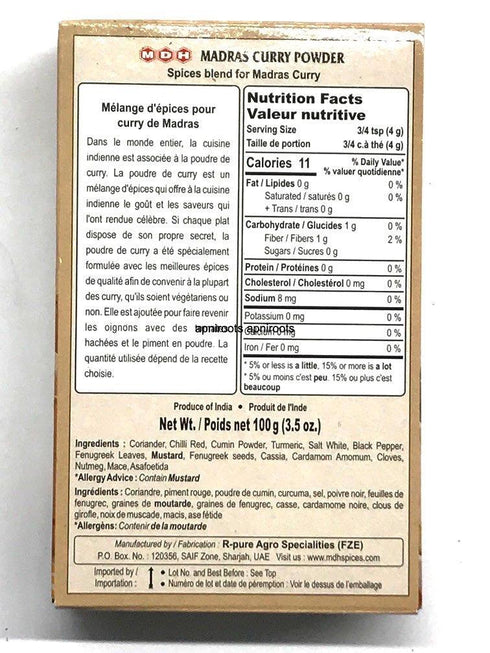 MDH MADRAS CURRY POWDER
Spices blend for Madras Curry
Mélange d'épices pour
curry de Madras
Dans le monde entier, la cuisine
indienne est associée à la poudre de
curry. La poudre de curry est un
mélange d'épices qui offre à la cuisine
indienne le goût et les saveurs qui
l'ont rendue célèbre. Si chaque plat
dispose de son propre secret, la
poudre de curry a été spécialement
formulée avec les meilleures épices
de qualité afin de convenir à la plupart
des curry, qu'ils soient végétariens ou
non. Elle est ajoutée pour faire revenir
les oignons avec des
hachées et le piment en poudre. La
quantité utilisée dépend de la recette
choisie.
apniroots apniroots
Nutrition Facts
Valeur nutritive
Serving Size 3/4 tsp (4 g)
Taille de portion 3/4 c.à thé (4 g)
Calories 11 % Daily Value*
% valuer quotidienne*
Fat / Lipides 0 g 0 %
Saturated / saturés 0 g 0 %
+ Trans / trans 0 g
Carbohydrate / Glucides 1 g 0 %
Fiber / Fibers 1 g 2 %
Sugars / Sucres 0 g
Protein / Protéines 0 g 0 %
Cholesterol / Cholestérol 0 mg 0 %
Sodium 8 mg 0 %
Potassium 0 mg 0 %
Calcium 0 mg 0 %
Iron / Fer 0 mg 0 %
* 5% or less is a little, 15% or more is a lot
* 5% ou moins c'est peu. 15% ou plus c'est
beaucoup
Produce of India • Produit de l'Inde
Net Wt. / Poids net 100 g (3.5 oz.)
Ingredients : Coriander, Chilli Red, Cumin Powder, Turmeric, Salt White, Black Pepper,
Fenugreek Leaves, Mustard, Fenugreek seeds, Cassia, Cardamom Amomum, Cloves,
Nutmeg, Mace, Asafoetida
*Allergy Advice : Contain Mustard
Ingrédients : Coriandre, piment rouge, poudre de cumin, curcuma, sel, poivre noir, feuilles de
fenugrec, graines de moutarde, graines de fenugrec, casse, cardamome noire, clous de
girofle, noix de muscade, macis, ase fétide
*Allergèns: Contenir de la moutarde
Manufactured by / Fabrication : R-pure Agro Specialities (FZE)
P.O. Box. No. : 120356, SAIF Zone, Sharjah, UAE Visit us : www.mdhspices.com
Imported by / • Lot No. and Best Before : See Top
Importation : • Numéro de lot et date de péremption : Voir le dessus de l'emballage